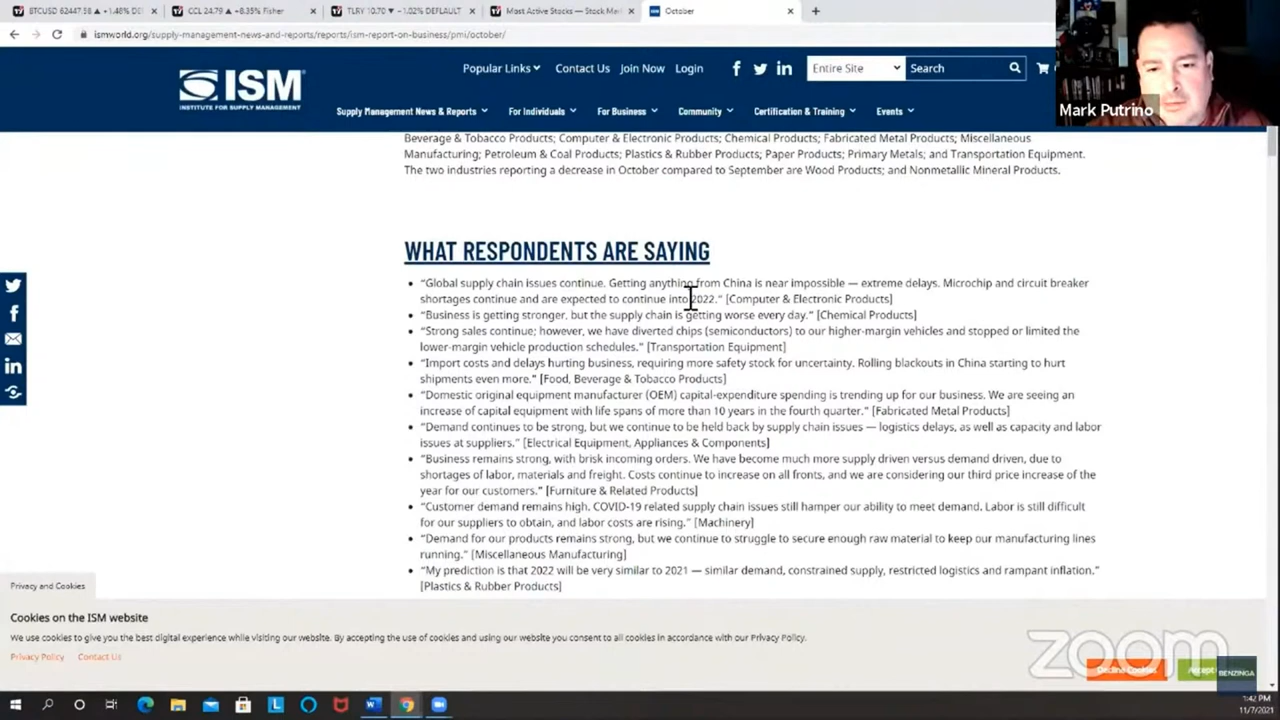 BTCUSD 62447.58 ▲ +1.48% DE
CCL 24.79 ▲ +8.35% Fisher
TLRY 10.70 ▼ −1.02% DEFLAULT
Most Active Stocks — Stock Mar
October
ismworld.org/supply-management-news-and-reports/reports/ism-report-on-business/pmi/october/
Popular Links Contact Us Join Now Login Entire Site Search
ISM
INSTITUTE FOR SUPPLY MANAGEMENT
Supply Management News & Reports For Individuals For Business Community Certification & Training Events
Mark Putrino
Beverage & Tobacco Products; Computer & Electronic Products; Chemical Products; Fabricated Metal Products; Miscellaneous
Manufacturing; Petroleum & Coal Products; Plastics & Rubber Products; Paper Products; Primary Metals; and Transportation Equipment.
The two industries reporting a decrease in October compared to September are Wood Products; and Nonmetallic Mineral Products.
WHAT RESPONDENTS ARE SAYING
• “Global supply chain issues continue. Getting anything from China is near impossible — extreme delays. Microchip and circuit breaker
shortages continue and are expected to continue into 2022.” [Computer & Electronic Products]
• “Business is getting stronger, but the supply chain is getting worse every day.” [Chemical Products]
• “Strong sales continue; however, we have diverted chips (semiconductors) to our higher-margin vehicles and stopped or limited the
lower-margin vehicle production schedules.” [Transportation Equipment]
• “Import costs and delays hurting business, requiring more safety stock for uncertainty. Rolling blackouts in China starting to hurt
shipments even more.” [Food, Beverage & Tobacco Products]
• “Domestic original equipment manufacturer (OEM) capital-expenditure spending is trending up for our business. We are seeing an
increase of capital equipment with life spans of more than 10 years in the fourth quarter.” [Fabricated Metal Products]
• “Demand continues to be strong, but we continue to be held back by supply chain issues — logistics delays, as well as capacity and labor
issues at suppliers.” [Electrical Equipment, Appliances & Components]
• “Business remains strong, with brisk incoming orders. We have become much more supply driven versus demand driven, due to
shortages of labor, materials and freight. Costs continue to increase on all fronts, and we are considering our third price increase of the
year for our customers.” [Furniture & Related Products]
• “Customer demand remains high. COVID-19 related supply chain issues still hamper our ability to meet demand. Labor is still difficult
for our suppliers to obtain, and labor costs are rising.” [Machinery]
• “Demand for our products remains strong, but we continue to struggle to secure enough raw material to keep our manufacturing lines
running.” [Miscellaneous Manufacturing]
• “My prediction is that 2022 will be very similar to 2021 — similar demand, constrained supply, restricted logistics and rampant inflation.”
[Plastics & Rubber Products]
Privacy and Cookies
Cookies on the ISM website
We use cookies to give you the best digital experience while visiting our website. By accepting the use of cookies and using our website you consent to all cookies in accordance with our Privacy Policy.
Privacy Policy Contact Us
Decline Cookies Accept
zoom
BENZINGA
1:42 PM
11/7/2021